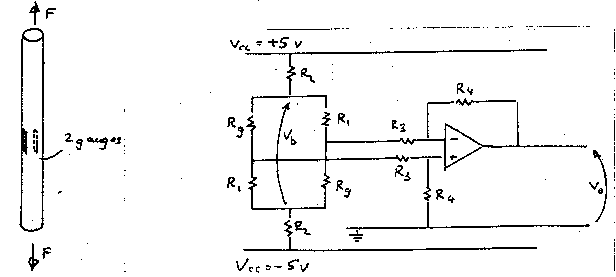 F
2 gauges
F
Vcc = +5 v
R2
Rg
Vb
R1
R3
R4
-
+
R3
R1
Rg
R4
Vo
R2
Vcc = -5 v